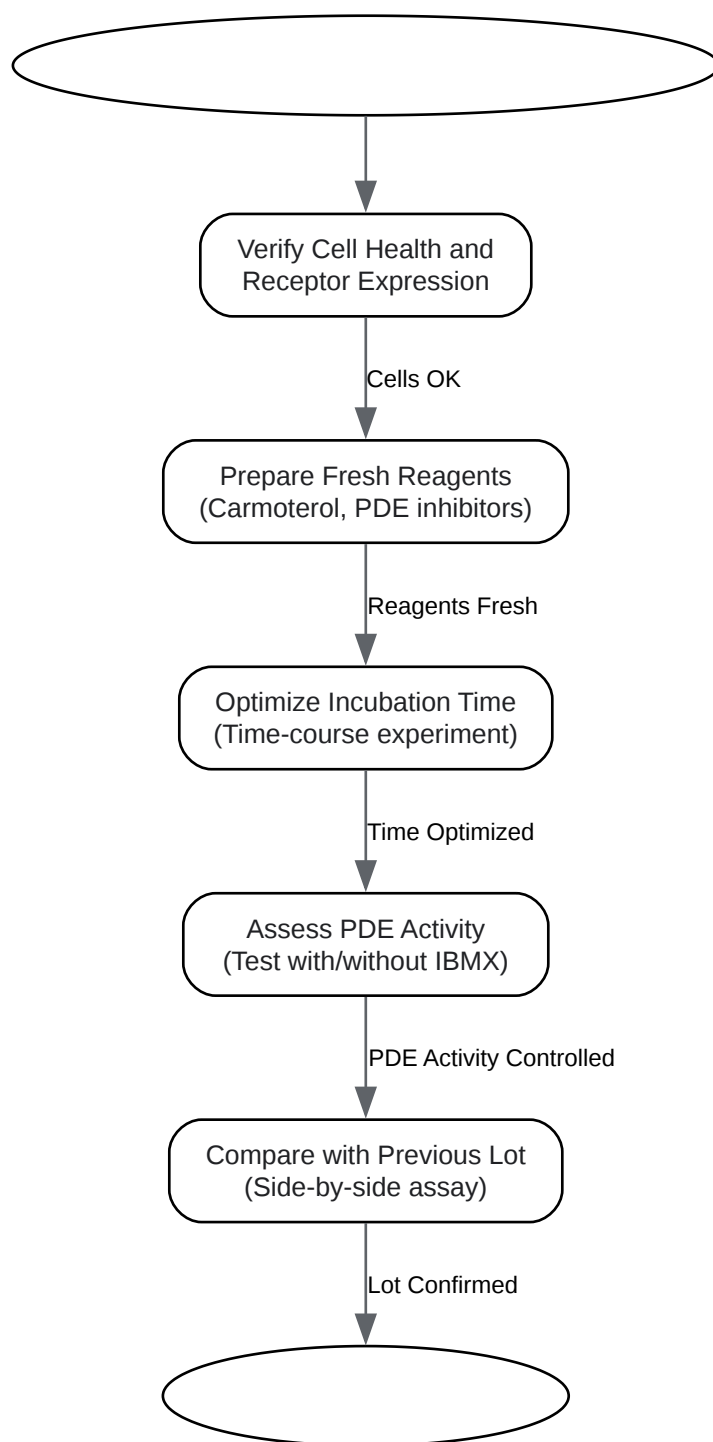 Verify Cell Health and
Receptor Expression
Cells OK
Prepare Fresh Reagents
(Carmoterol, PDE inhibitors)
Reagents Fresh
Optimize Incubation Time
(Time-course experiment)
Time Optimized
Assess PDE Activity
(Test with/without IBMX)
PDE Activity Controlled
Compare with Previous Lot
(Side-by-side assay)
Lot Confirmed